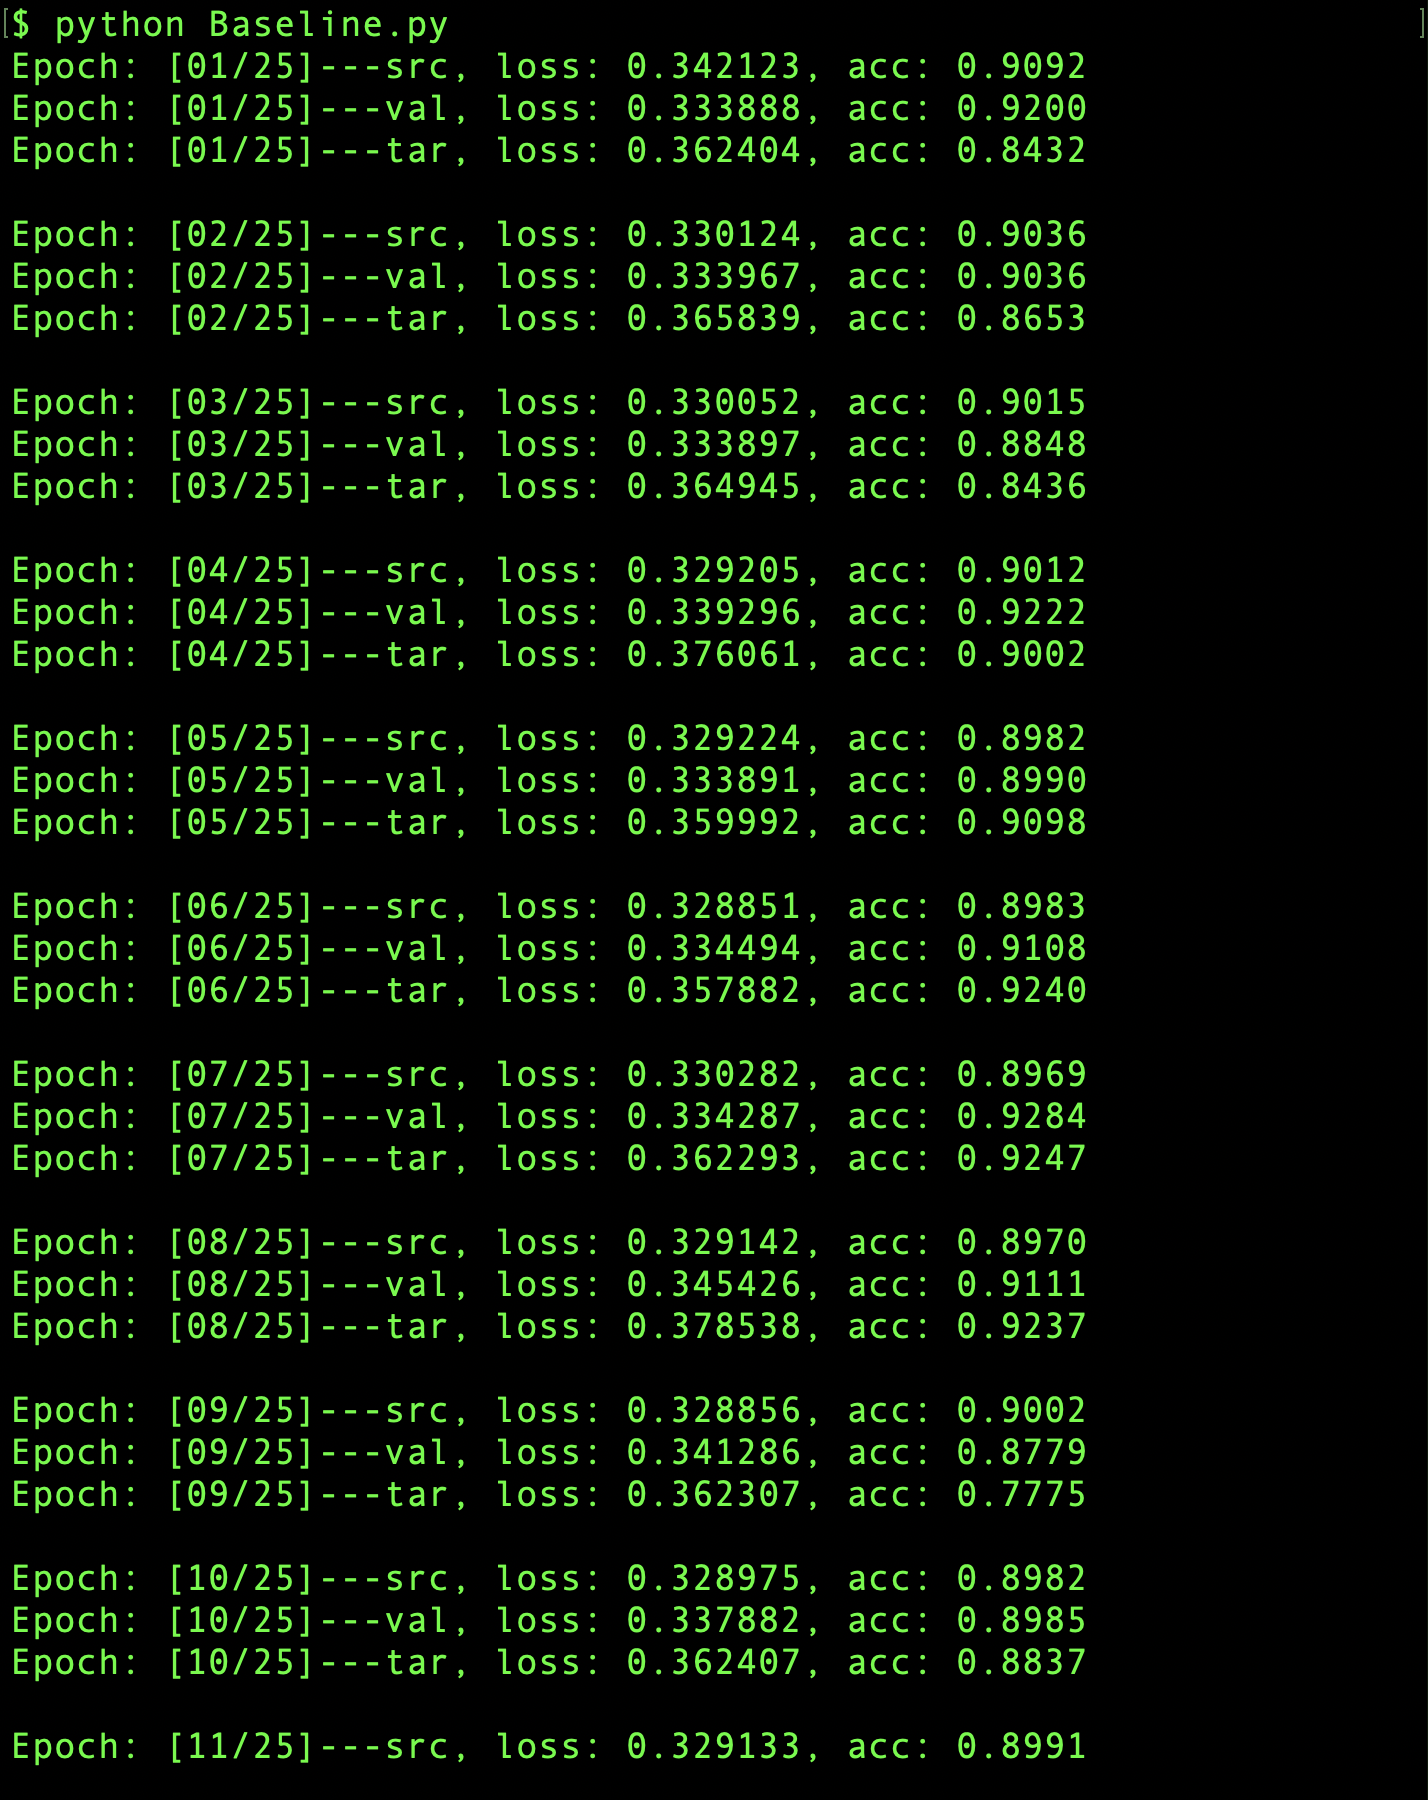 [$ python Baseline.py ]
Epoch: [01/25]---src, loss: 0.342123, acc: 0.9092
Epoch: [01/25]---val, loss: 0.333888, acc: 0.9200
Epoch: [01/25]---tar, loss: 0.362404, acc: 0.8432

Epoch: [02/25]---src, loss: 0.330124, acc: 0.9036
Epoch: [02/25]---val, loss: 0.333967, acc: 0.9036
Epoch: [02/25]---tar, loss: 0.365839, acc: 0.8653

Epoch: [03/25]---src, loss: 0.330052, acc: 0.9015
Epoch: [03/25]---val, loss: 0.333897, acc: 0.8848
Epoch: [03/25]---tar, loss: 0.364945, acc: 0.8436

Epoch: [04/25]---src, loss: 0.329205, acc: 0.9012
Epoch: [04/25]---val, loss: 0.339296, acc: 0.9222
Epoch: [04/25]---tar, loss: 0.376061, acc: 0.9002

Epoch: [05/25]---src, loss: 0.329224, acc: 0.8982
Epoch: [05/25]---val, loss: 0.333891, acc: 0.8990
Epoch: [05/25]---tar, loss: 0.359992, acc: 0.9098

Epoch: [06/25]---src, loss: 0.328851, acc: 0.8983
Epoch: [06/25]---val, loss: 0.334494, acc: 0.9108
Epoch: [06/25]---tar, loss: 0.357882, acc: 0.9240

Epoch: [07/25]---src, loss: 0.330282, acc: 0.8969
Epoch: [07/25]---val, loss: 0.334287, acc: 0.9284
Epoch: [07/25]---tar, loss: 0.362293, acc: 0.9247

Epoch: [08/25]---src, loss: 0.329142, acc: 0.8970
Epoch: [08/25]---val, loss: 0.345426, acc: 0.9111
Epoch: [08/25]---tar, loss: 0.378538, acc: 0.9237

Epoch: [09/25]---src, loss: 0.328856, acc: 0.9002
Epoch: [09/25]---val, loss: 0.341286, acc: 0.8779
Epoch: [09/25]---tar, loss: 0.362307, acc: 0.7775

Epoch: [10/25]---src, loss: 0.328975, acc: 0.8982
Epoch: [10/25]---val, loss: 0.337882, acc: 0.8985
Epoch: [10/25]---tar, loss: 0.362407, acc: 0.8837

Epoch: [11/25]---src, loss: 0.329133, acc: 0.8991